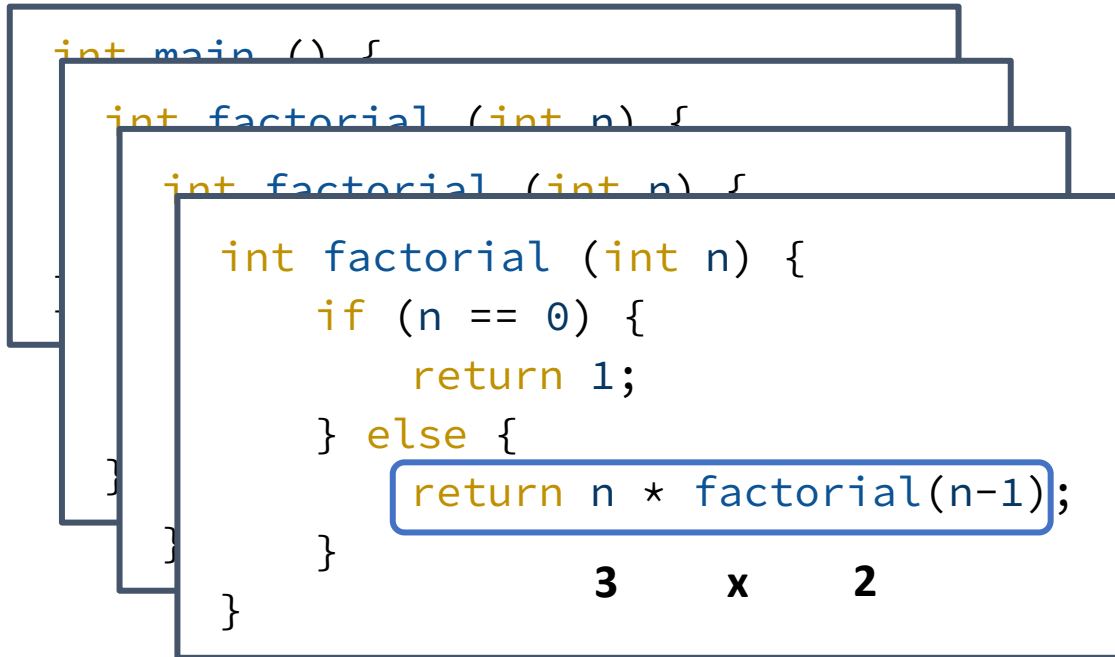 int main () {
int factorial (int n) {
int factorial (int n) {
int factorial (int n) {
if (n == 0) {
return 1;
} else {
return n * factorial(n-1);
}
3 x 2
}
}
}
}
}